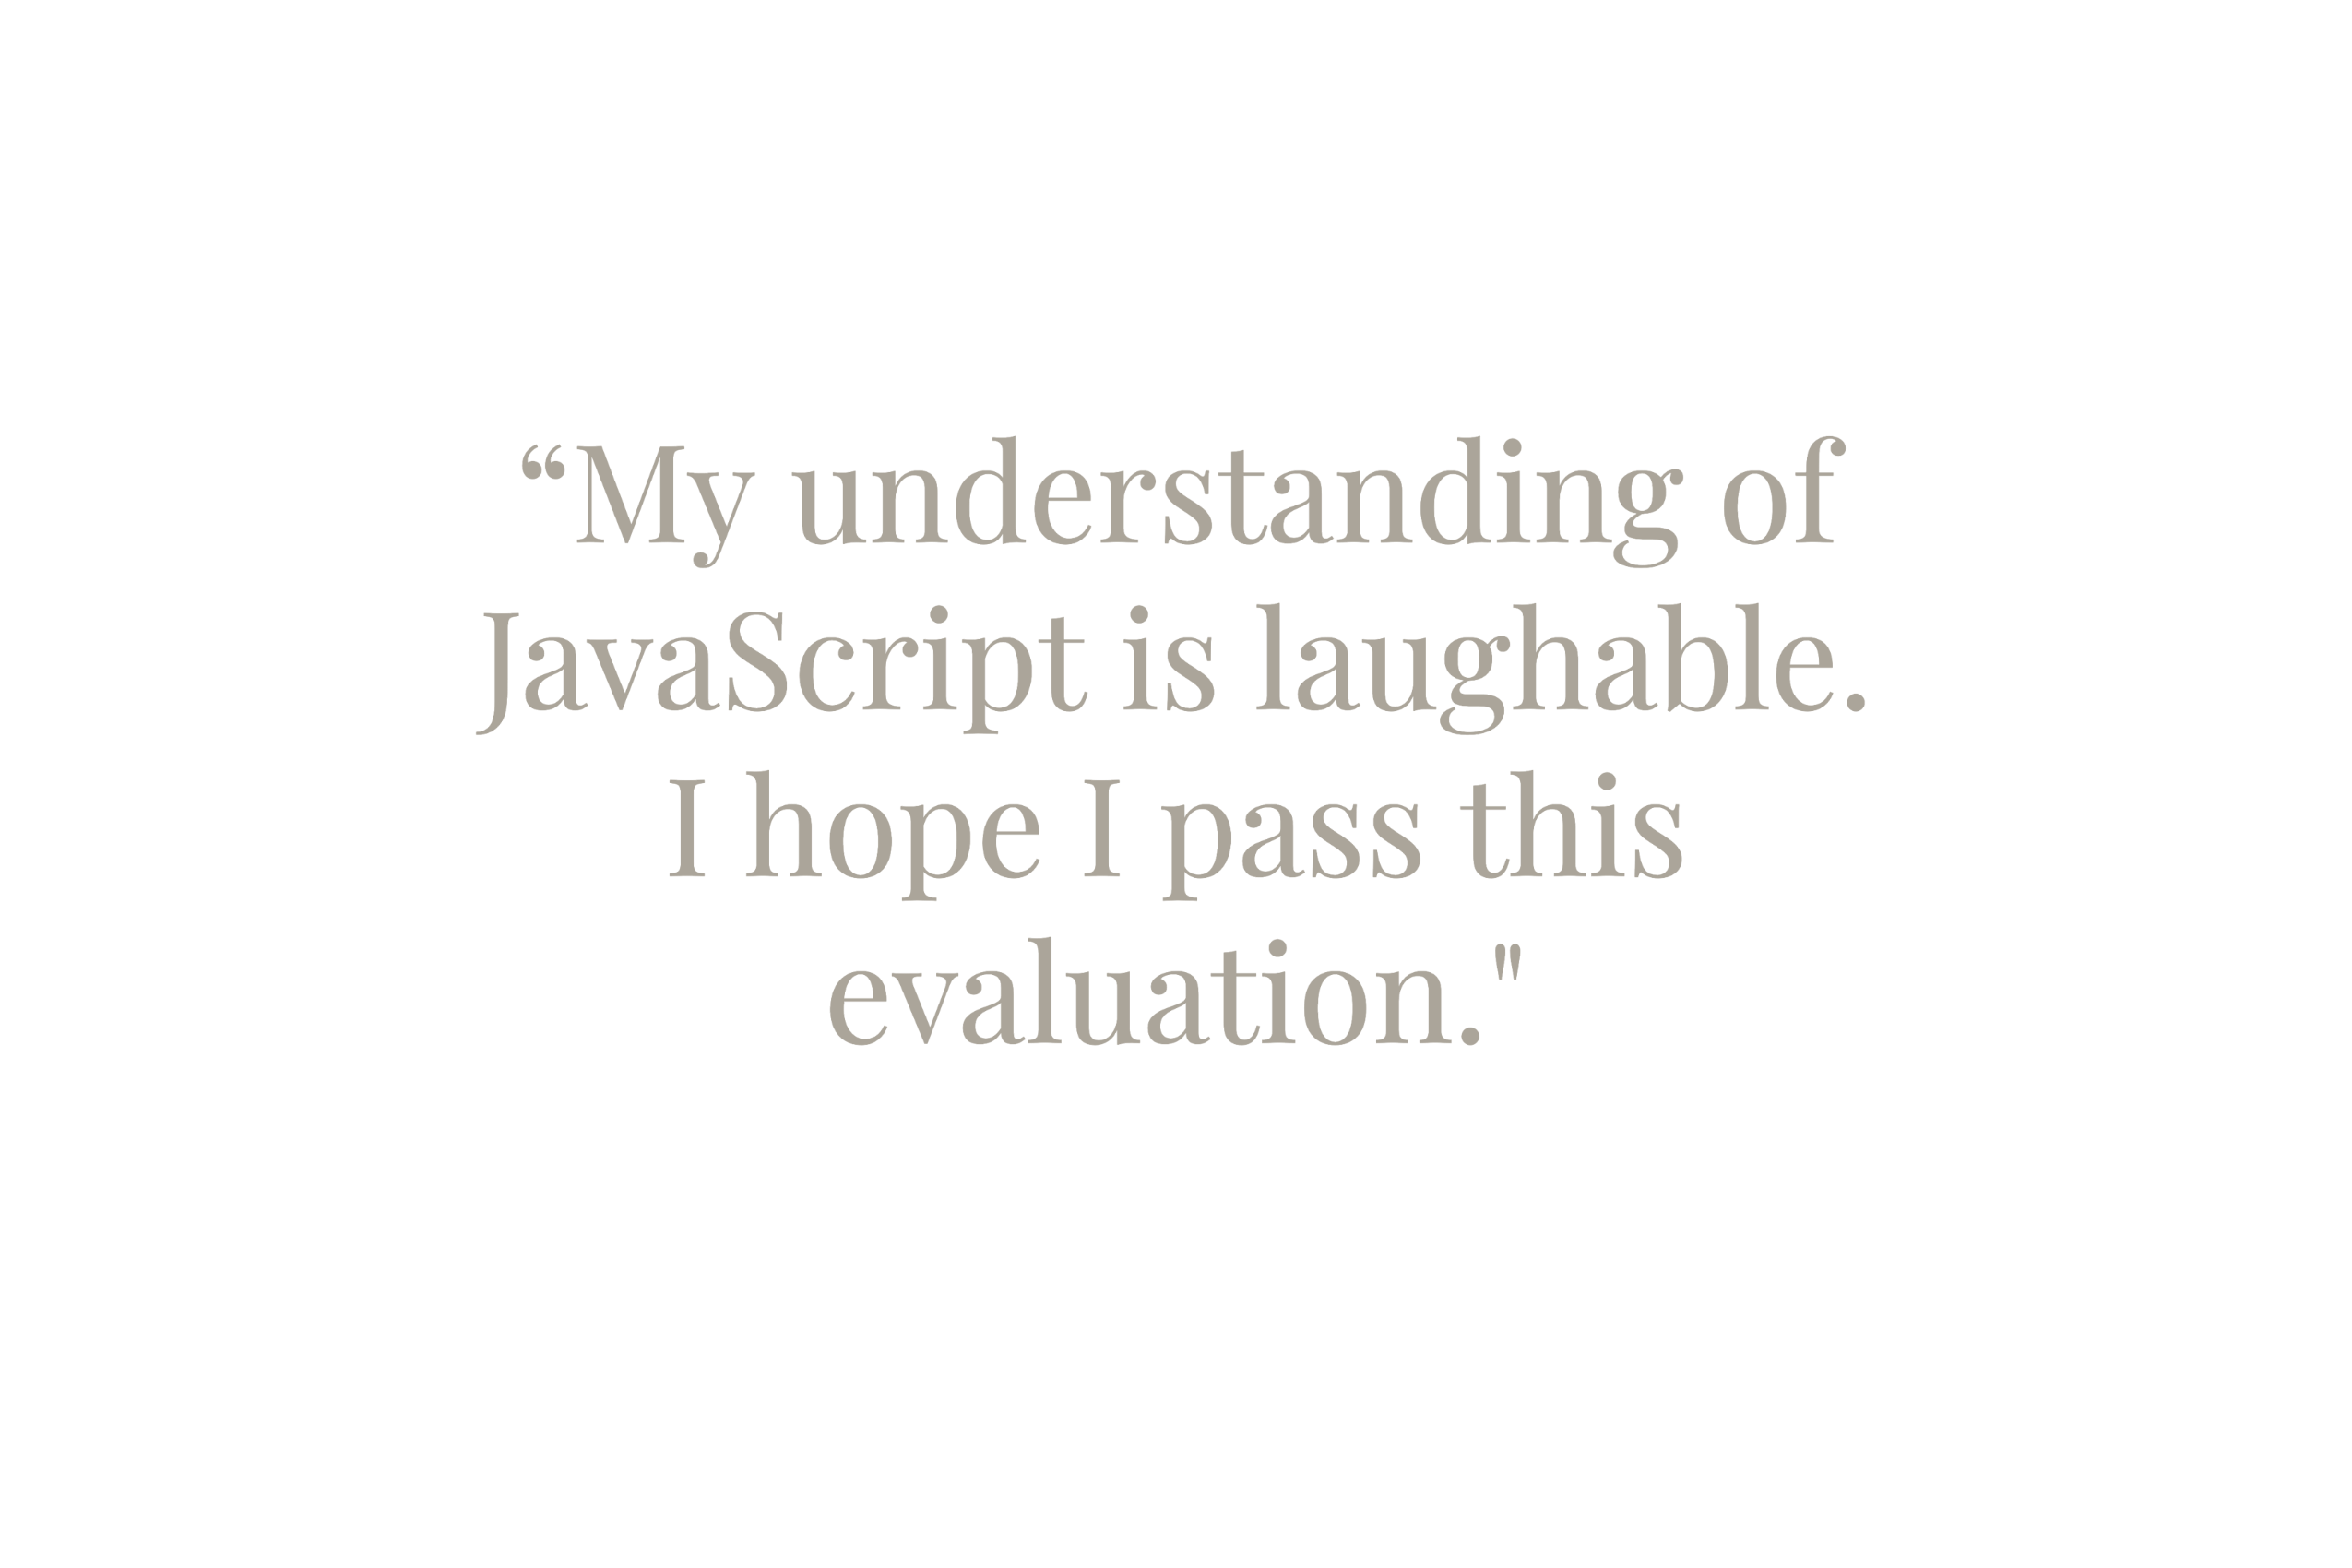 “My understanding of
JavaScript is laughable.
I hope I pass this
evaluation."